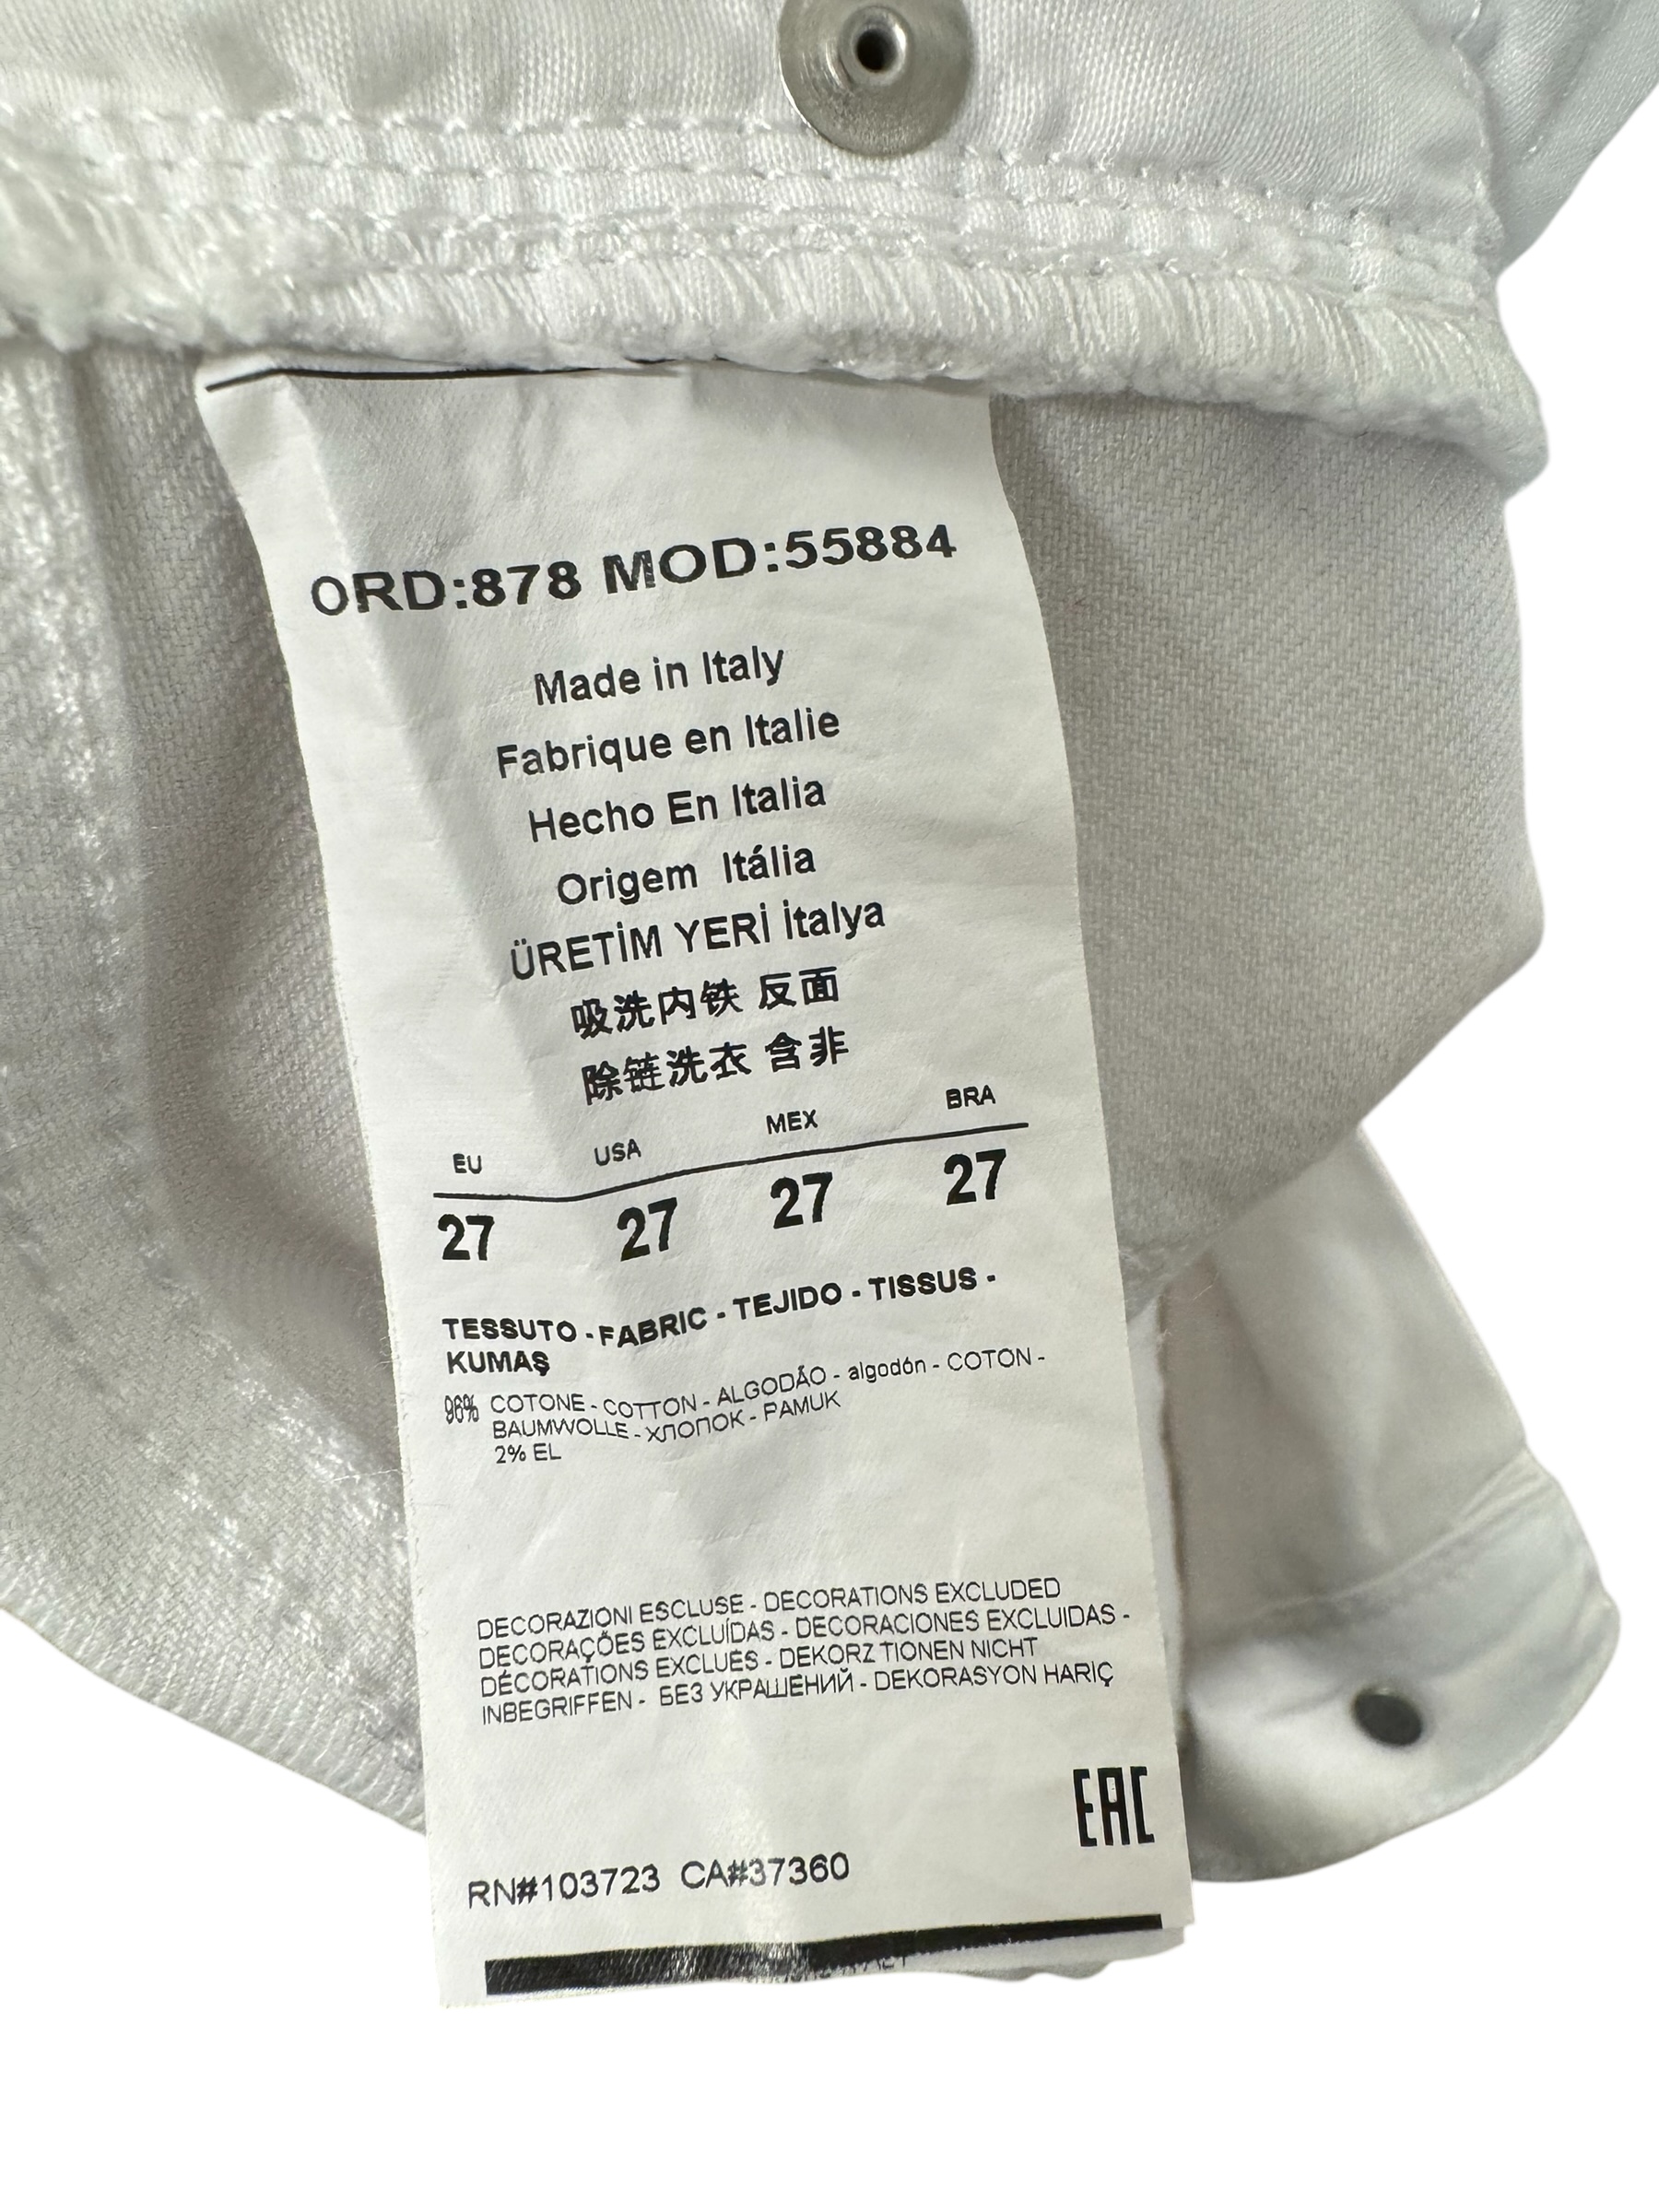 ORD:878 MOD:55884
Made in Italy
Fabrique en Italie
Hecho En Italia
Origem Itália
ÜRETİM YERİ İtalya
吸洗内铁 反面
除链洗衣 含非
EU USA MEX BRA
27 27 27 27
TESSUTO - FABRIC - TEJIDO - TISSUS -
KUMAŞ
COTONE - COTTON - ALGODÃO - algodón - COTON -
BAUMWOLLE - ХЛОПОК - PAMUK
2% EL
DECORAZIONI ESCLUSE - DECORATIONS EXCLUDED
DECORAÇÕES EXCLUÍDAS - DECORACIONES EXCLUIDAS -
DÉCORATIONS EXCLUÉS - DEKORZ TIONEN NICHT
INBEGRIFFEN - БЕЗ УКРАШЕНИЙ - DEKORASYON HARIÇ
EAC
RN#103723 CA#37360